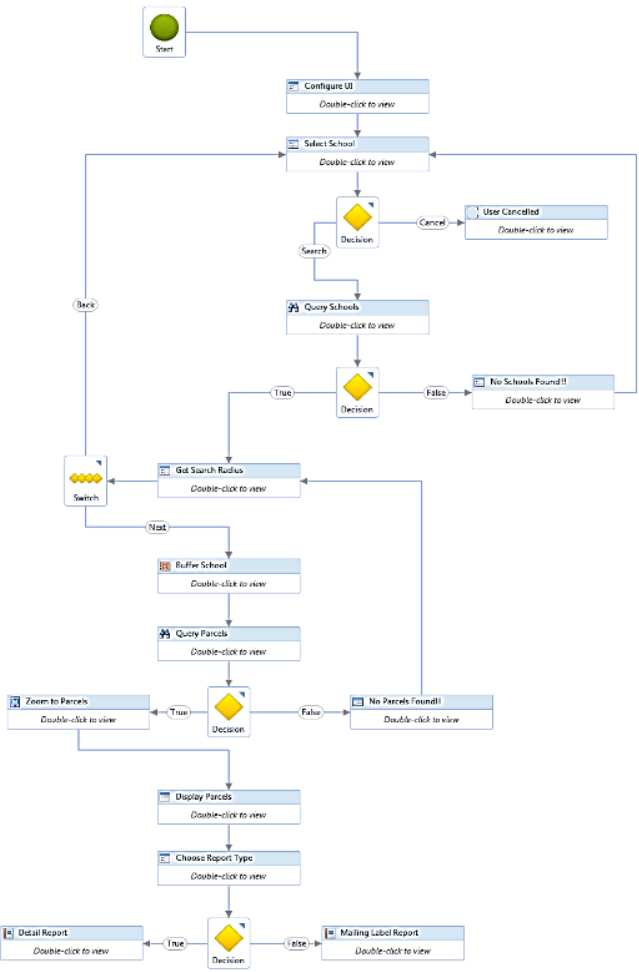 Start
Configure UI
Double-click to view
Select School
Double-click to view
Decision
Cancel
User Cancelled
Double-click to view
Search
Back
Query Schools
Double-click to view
Decision
True
False
No Schools Found!!!
Double-click to view
Switch
Get Search Radius
Double-click to view
Next
Buffer School
Double-click to view
Query Parcels
Double-click to view
Zoom to Parcels
Double-click to view
True
Decision
False
No Parcels Found!!
Double-click to view
Display Parcels
Double-click to view
Choose Report Type
Double-click to view
Detail Report
Double-click to view
True
Decision
False
Mailing Label Report
Double-click to view